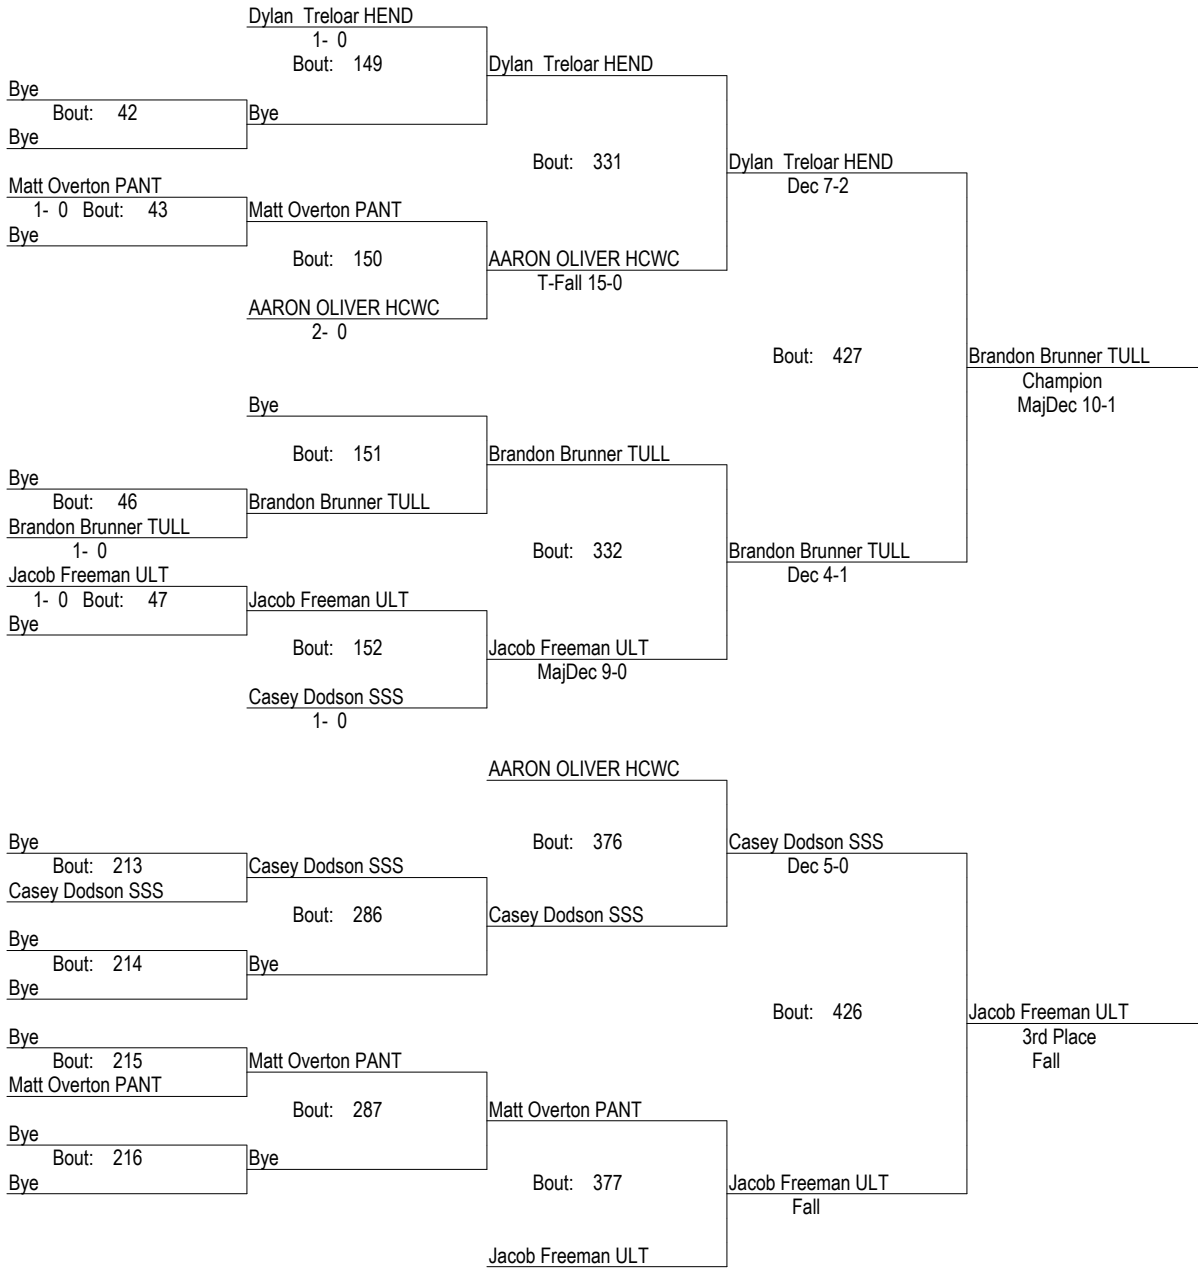 Dylan  Treloar HEND
1-  0
Bout:   149
Dylan  Treloar HEND
Bye
Bout:   42
Bye
Bye
Bout:   331
Dylan  Treloar HEND
Dec 7-2
Matt Overton PANT
1-  0   Bout:   43
Matt Overton PANT
Bye
Bout:   150
AARON OLIVER HCWC
T-Fall 15-0
AARON OLIVER HCWC
2-  0
Bout:   427
Brandon Brunner TULL
Champion
MajDec 10-1
Bye
Bout:   151
Brandon Brunner TULL
Bye
Bout:   46
Brandon Brunner TULL
Brandon Brunner TULL
1-  0
Bout:   332
Brandon Brunner TULL
Dec 4-1
Jacob Freeman ULT
1-  0   Bout:   47
Jacob Freeman ULT
Bye
Bout:   152
Jacob Freeman ULT
MajDec 9-0
Casey Dodson SSS
1-  0
AARON OLIVER HCWC
Bout:   376
Casey Dodson SSS
Dec 5-0
Bye
Bout:   213
Casey Dodson SSS
Casey Dodson SSS
Bout:   286
Casey Dodson SSS
Bye
Bout:   214
Bye
Bye
Bout:   426
Jacob Freeman ULT
3rd Place
Fall
Bye
Bout:   215
Matt Overton PANT
Matt Overton PANT
Bout:   287
Matt Overton PANT
Bye
Bout:   216
Bye
Bye
Bout:   377
Jacob Freeman ULT
Fall
Jacob Freeman ULT